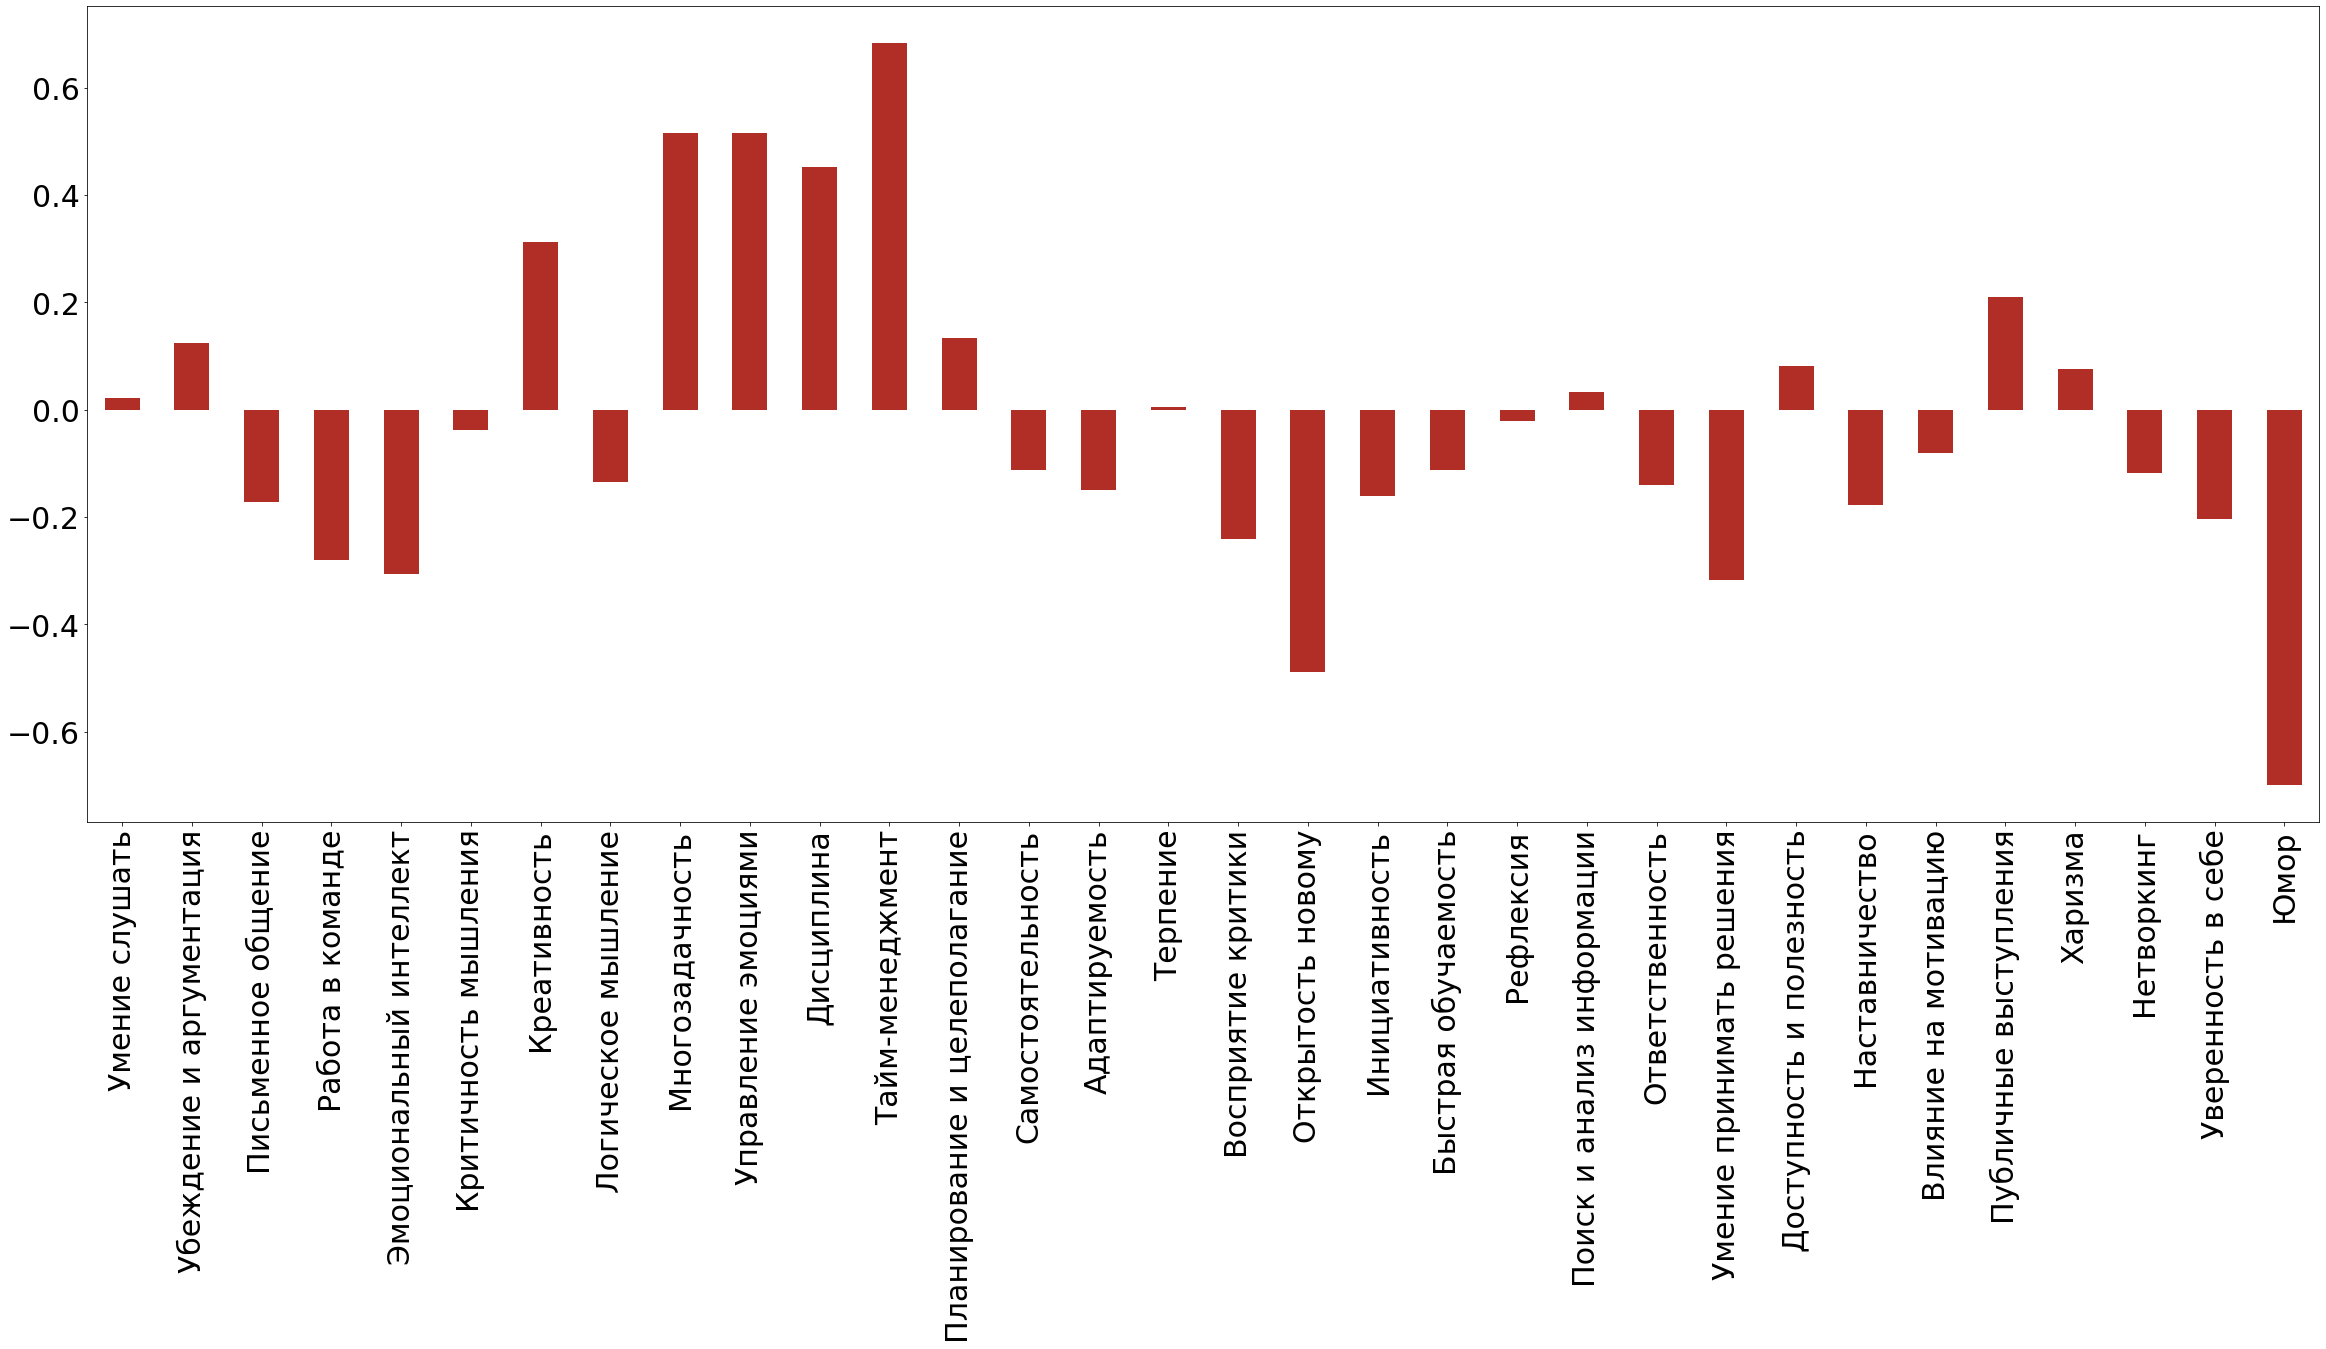 0.6
0.4
0.2
0.0
−0.2
−0.4
−0.6
Умение слушать
Убеждение и аргументация
Письменное общение
Работа в команде
Эмоциональный интеллект
Критичность мышления
Креативность
Логическое мышление
Многозадачность
Управление эмоциями
Дисциплина
Тайм-менеджмент
Планирование и целеполагание
Самостоятельность
Адаптируемость
Терпение
Восприятие критики
Открытость новому
Инициативность
Быстрая обучаемость
Рефлексия
Поиск и анализ информации
Ответственность
Умение принимать решения
Доступность и полезность
Наставничество
Влияние на мотивацию
Публичные выступления
Харизма
Нетворкинг
Уверенность в себе
Юмор